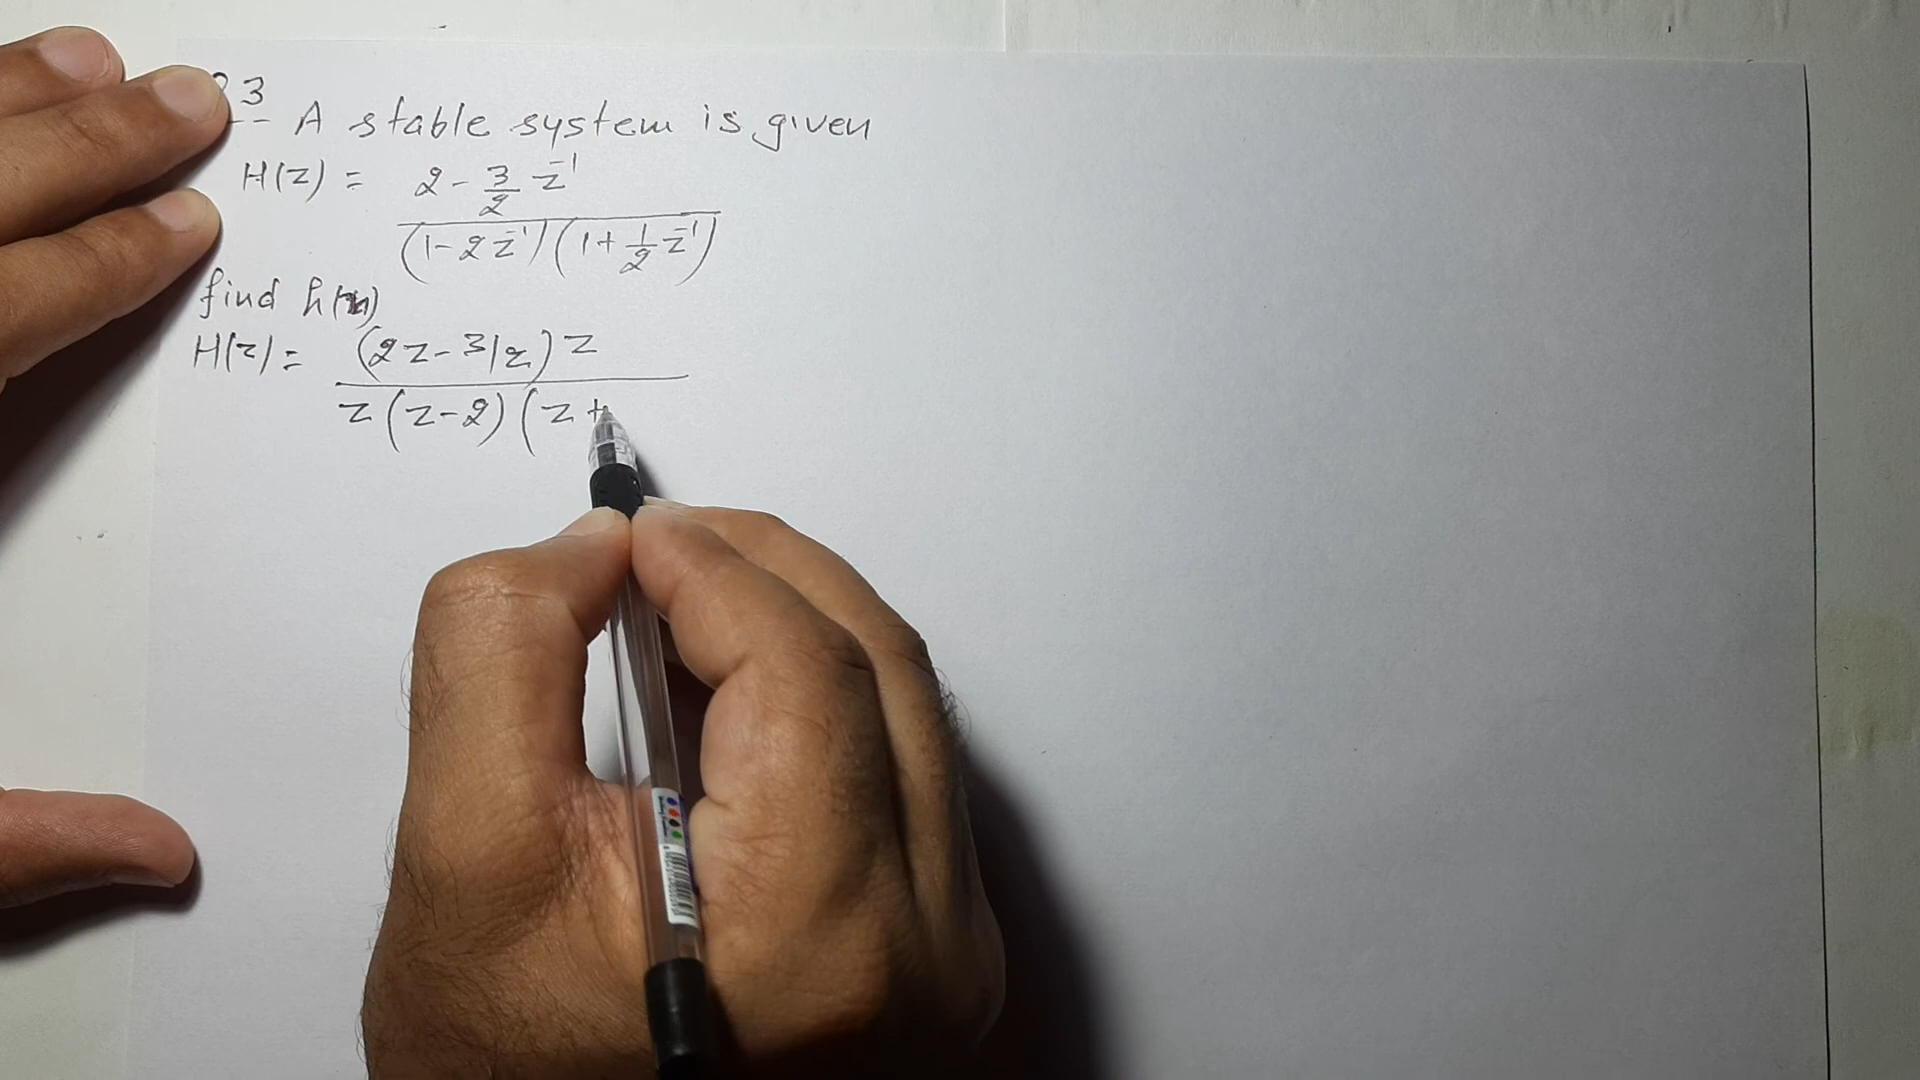 3
A stable system is given
H(z) = 2 - 3/2 z⁻¹
(1 - 2z⁻¹)(1 + 1/2 z⁻¹)
find h(n)
H(z) = (2z - 3/2) z
z (z - 2) (z +